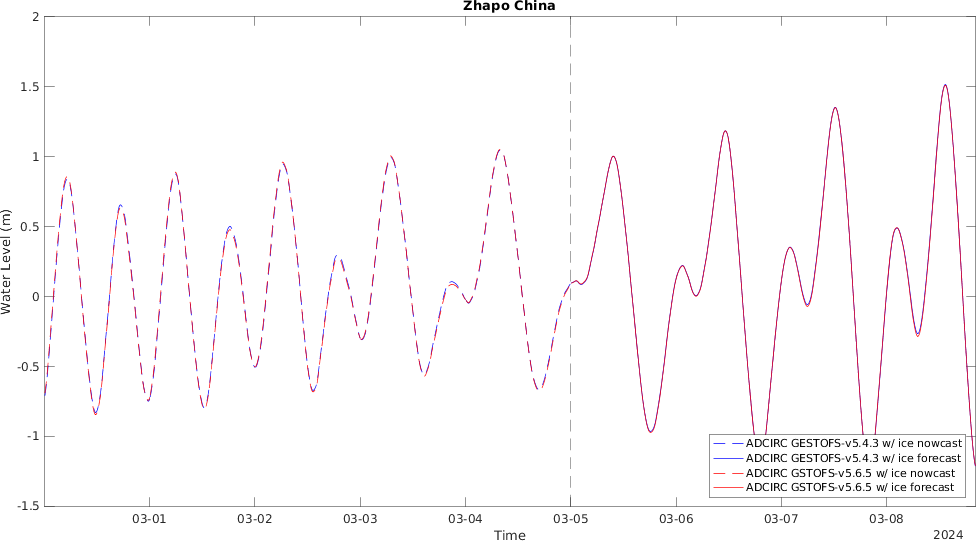 Zhapo China
2
1.5
1
0.5
0
-0.5
-1
-1.5
Water Level (m)
03-01 03-02 03-03 03-04 03-05 03-06 03-07 03-08
Time
2024
ADCIRC GESTOFS-v5.4.3 w/ ice nowcast
ADCIRC GESTOFS-v5.4.3 w/ ice forecast
ADCIRC GSTOFS-v5.6.5 w/ ice nowcast
ADCIRC GSTOFS-v5.6.5 w/ ice forecast